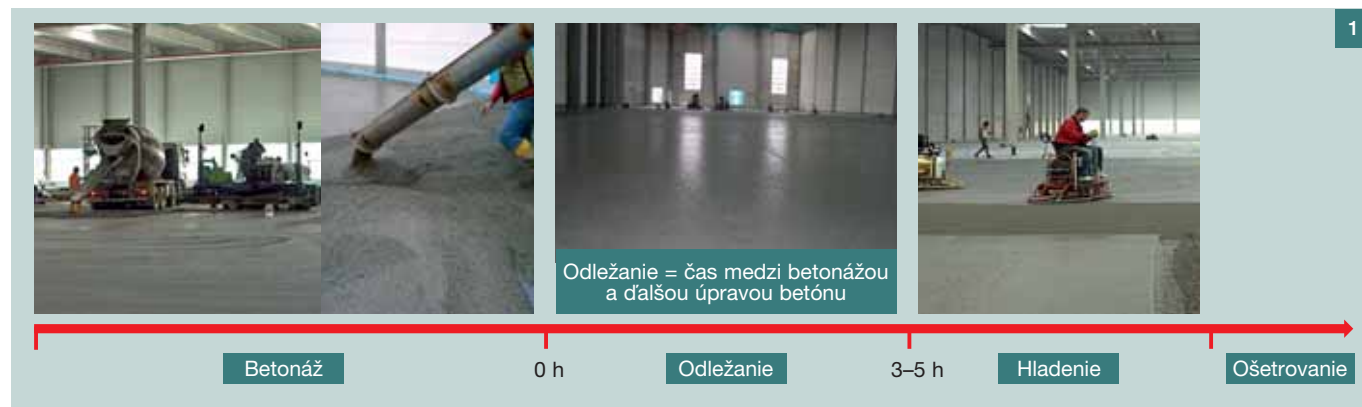 1
Odležanie = čas medzi betonážou
a ďalšou úpravou betónu
Betonáž
0 h
Odležanie
3–5 h
Hladenie
Ošetrovanie